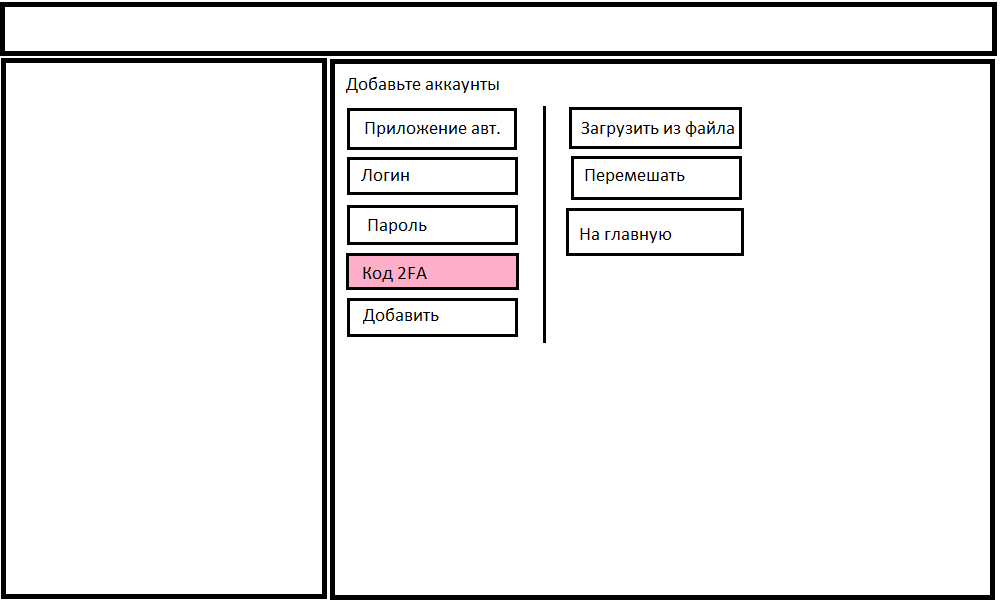 Добавьте аккаунты
Приложение авт.
Логин
Пароль
Код 2FA
Добавить
Загрузить из файла
Перемешать
На главную